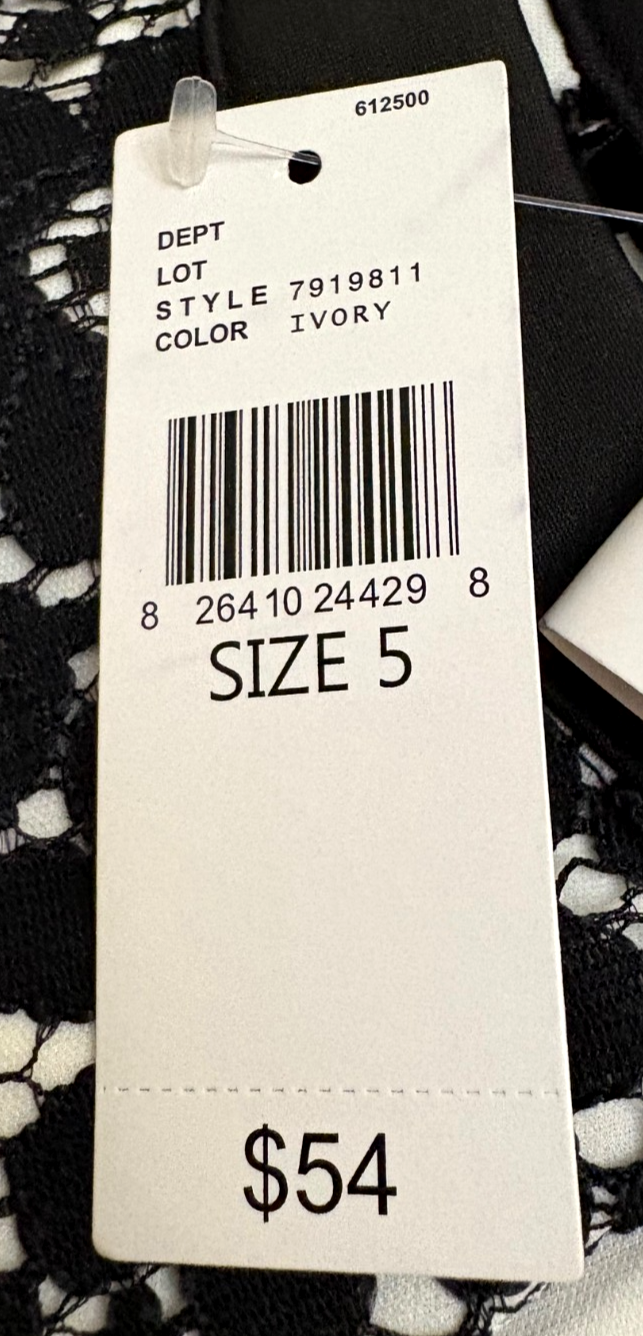 612500
DEPT
LOT
STYLE 7919811
COLOR IVORY
8 26410 24429 8
SIZE 5
$54